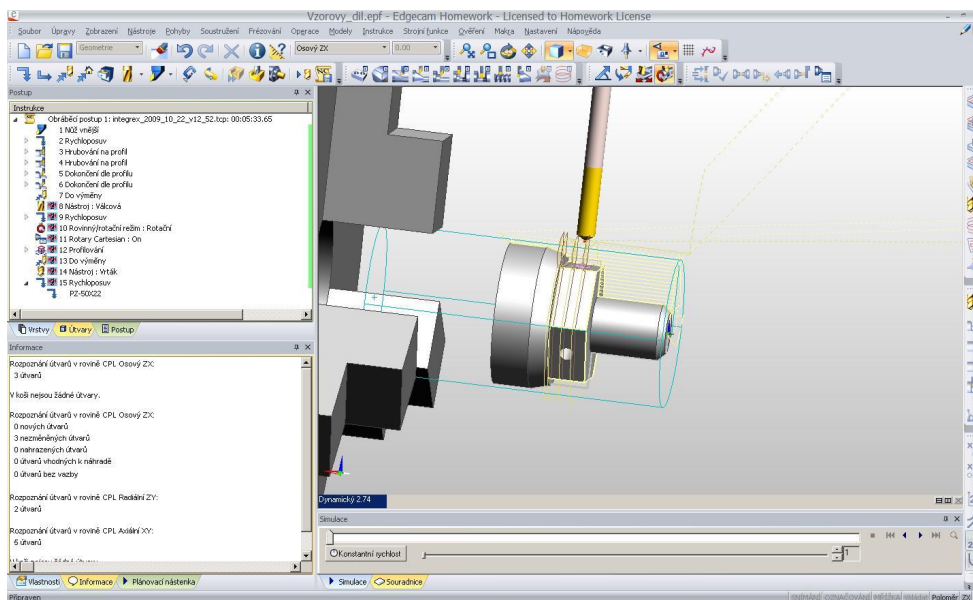 Vzorovy_dil.epf - Edgecam Homework - Licensed to Homework License
Soubor Úpravy Zobrazení Nástroje Polotovar Soustružení Frézování Operace Modely Instrukce Strojní funkce Ověření Makra Nastavení Nápověda
Geometrie Osový ZX 0.00
Postup
Instrukce
Obráběcí postup 1: integrex_2009_10_22_v12_52.tcp: 00:05:33.65
1 Nůž vnější
2 Rychloposuv
3 Hrubování na profil
4 Hrubování na profil
5 Dokončení dle profilu
6 Dokončení dle profilu
7 Do výměny
8 Nástroj : Válcová
9 Rychloposuv
10 Rovinný/rotační režim : Rotační
11 Rotary Cartesian : On
12 Profilování
13 Do výměny
14 Nástroj : Vrták
15 Rychloposuv
PZ-50X22
Vrstvy Útvary Postup
Informace
Rozpoznání útvarů v rovině CPL Osový ZX:
3 útvarů
V koši nejsou žádné útvary.
Rozpoznání útvarů v rovině CPL Osový ZX:
0 nových útvarů
3 nezměněných útvarů
0 nahrazených útvarů
0 útvarů vhodných k náhradě
0 útvarů bez vazby
Rozpoznání útvarů v rovině CPL Radiální ZY:
2 útvarů
Rozpoznání útvarů v rovině CPL Axiální XY:
5 útvarů
Dynamický 2.74
Simulace
Konstantní rychlost
1
Vlastnosti Informace Plánovací nástěnka
Simulace Souradnice
Připraven
SNÍMÁNÍ OZNAČOVÁNÍ MŘÍŽKA Vkládat Poloměr ZX